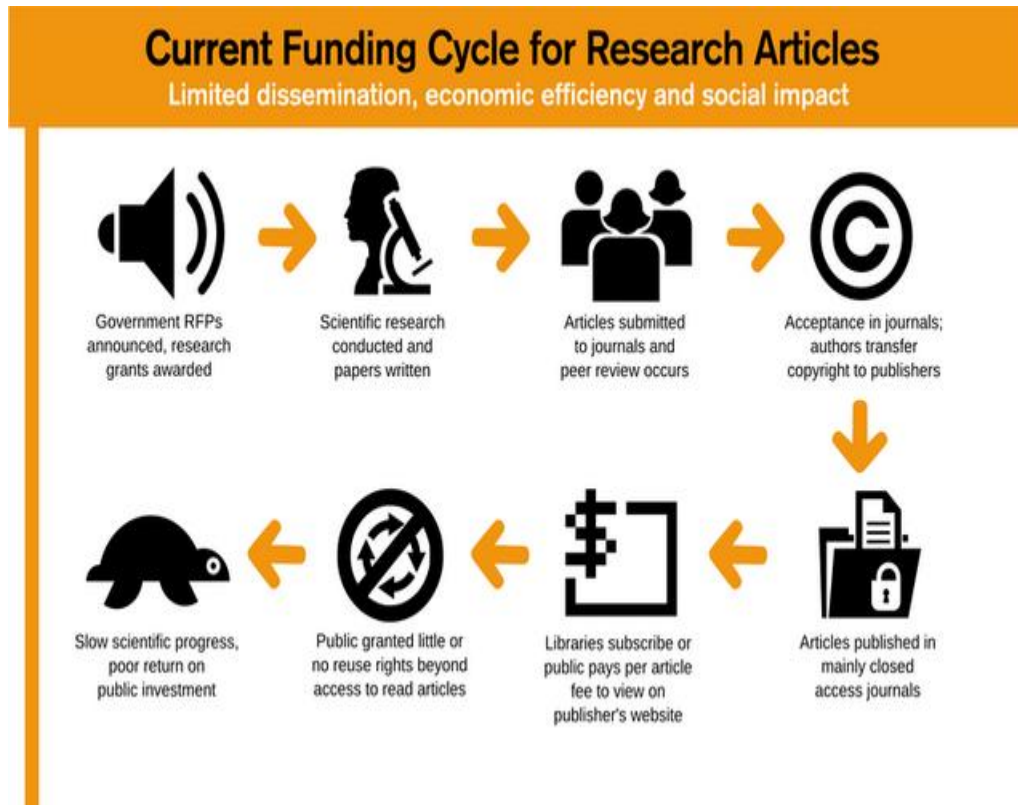 Current Funding Cycle for Research Articles
Limited dissemination, economic efficiency and social impact
Government RFPs
announced, research
grants awarded
Scientific research
conducted and
papers written
Articles submitted
to journals and
peer review occurs
Acceptance in journals;
authors transfer
copyright to publishers
Articles published in
mainly closed
access journals
Libraries subscribe or
public pays per article
fee to view on
publisher's website
Public granted little or
no reuse rights beyond
access to read articles
Slow scientific progress,
poor return on
public investment